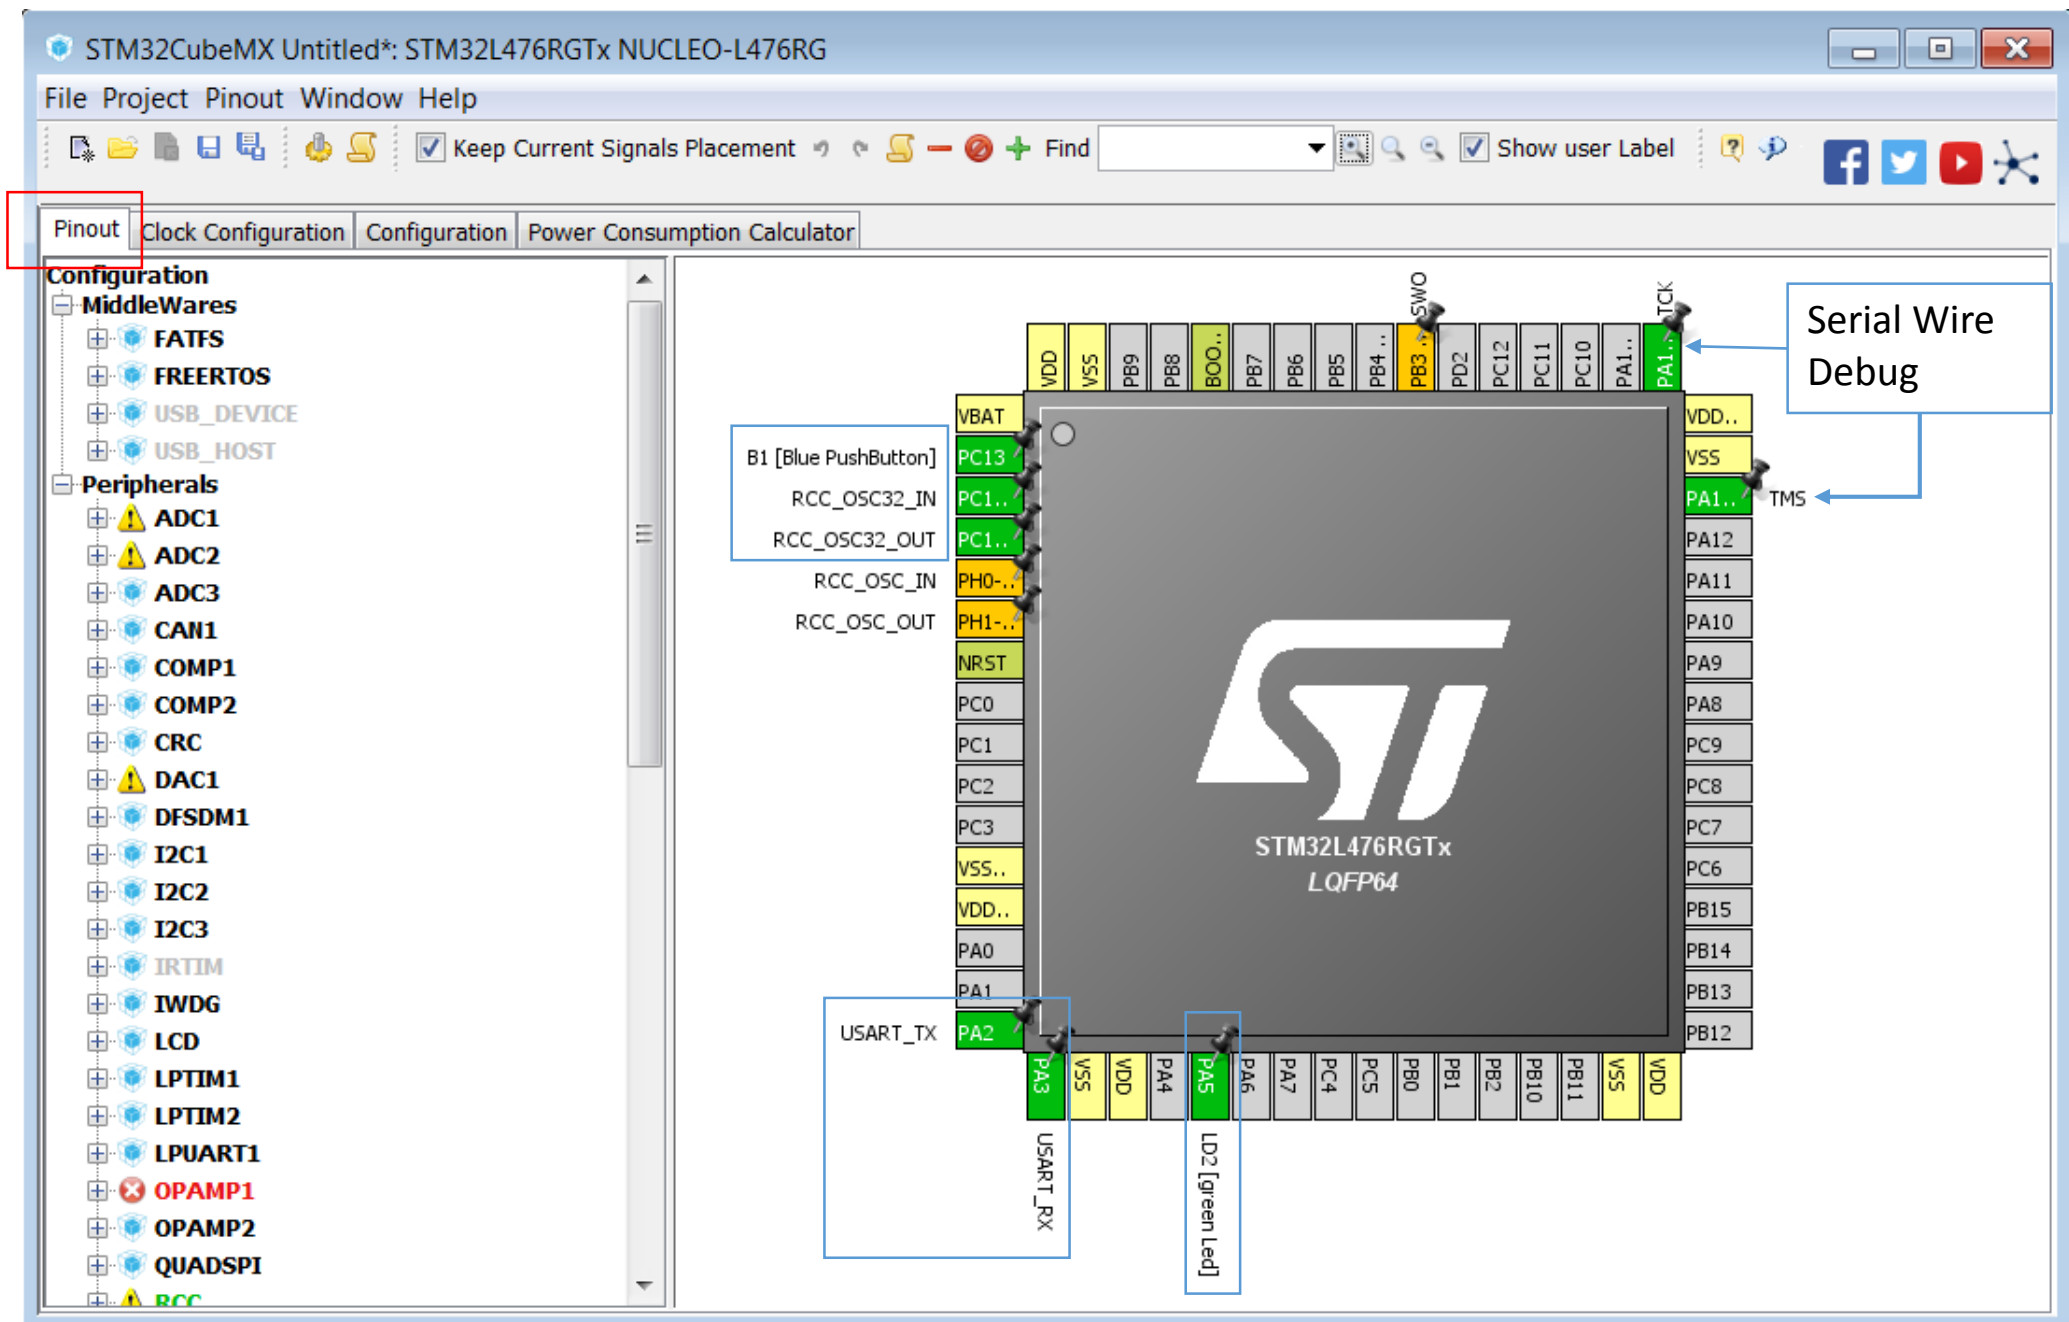 STM32CubeMX Untitled*: STM32L476RGTx NUCLEO-L476RG
File Project Pinout Window Help
Keep Current Signals Placement Find Show user Label
Pinout Clock Configuration Configuration Power Consumption Calculator
Configuration
MiddleWares
FATFS
FREERTOS
USB_DEVICE
USB_HOST
Peripherals
ADC1
ADC2
ADC3
CAN1
COMP1
COMP2
CRC
DAC1
DFSDM1
I2C1
I2C2
I2C3
IRTIM
IWDG
LCD
LPTIM1
LPTIM2
LPUART1
OPAMP1
OPAMP2
QUADSPI
RCC
SWO
TCK
VDD
VSS
PB9
PB8
BOO..
PB7
PB6
PB5
PB4 ..
PB3 ..
PD2
PC12
PC11
PC10
PA1..
PA1..
Serial Wire
Debug
VBAT
B1 [Blue PushButton] PC13
RCC_OSC32_IN PC1..
RCC_OSC32_OUT PC1..
RCC_OSC_IN PH0-..
RCC_OSC_OUT PH1-..
NRST
PC0
PC1
PC2
PC3
VSS..
VDD..
PA0
PA1
USART_TX PA2
STM32L476RGTx
LQFP64
VDD..
VSS
PA1.. TMS
PA12
PA11
PA10
PA9
PA8
PC9
PC8
PC7
PC6
PB15
PB14
PB13
PB12
PA3
VSS
VDD
PA4
PA5
PA6
PA7
PC4
PC5
PB0
PB1
PB2
PB10
PB11
VSS
VDD
USART_RX
LD2 [green Led]